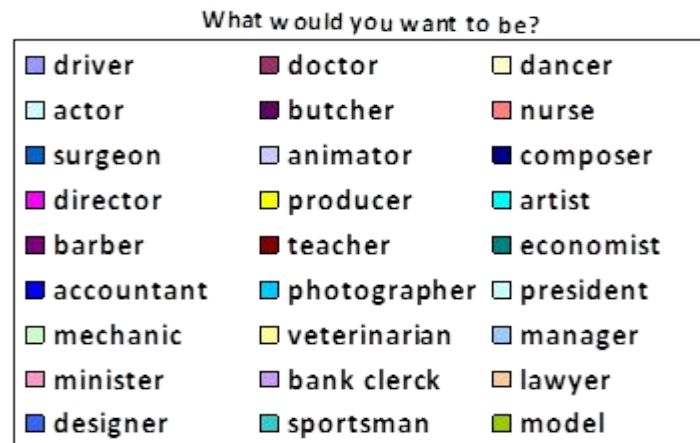 What would you want to be?
driver doctor dancer
actor butcher nurse
surgeon animator composer
director producer artist
barber teacher economist
accountant photographer president
mechanic veterinarian manager
minister bank clerck lawyer
designer sportsman model